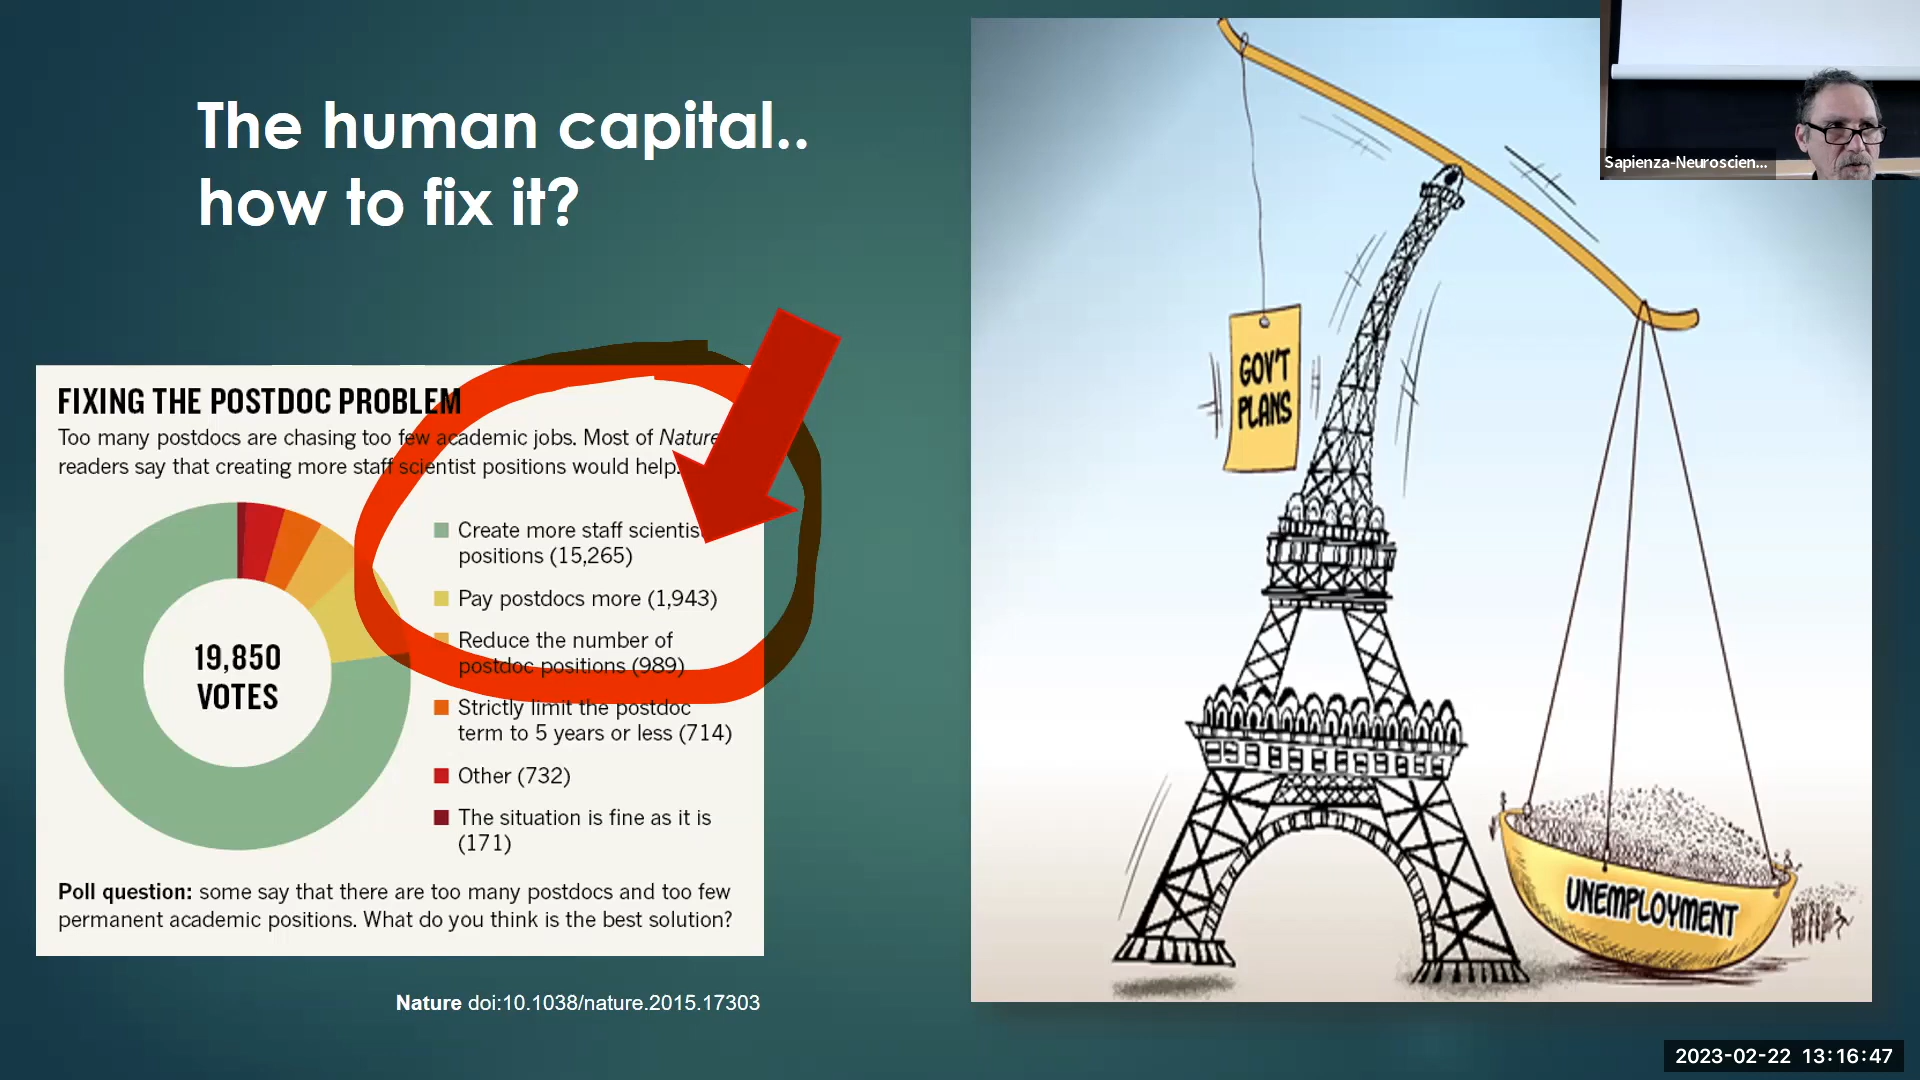 The human capital..
how to fix it?
FIXING THE POSTDOC PROBLEM
Too many postdocs are chasing too few academic jobs. Most of Nature
readers say that creating more staff scientist positions would help.
19,850
VOTES
Create more staff scientist
positions (15,265)
Pay postdocs more (1,943)
Reduce the number of
postdoc positions (989)
Strictly limit the postdoc
term to 5 years or less (714)
Other (732)
The situation is fine as it is
(171)
Poll question: some say that there are too many postdocs and too few
permanent academic positions. What do you think is the best solution?
Nature doi:10.1038/nature.2015.17303
GOV'T
PLANS
UNEMPLOYMENT
Sapienza-Neuroscien...
2023-02-22 13:16:47